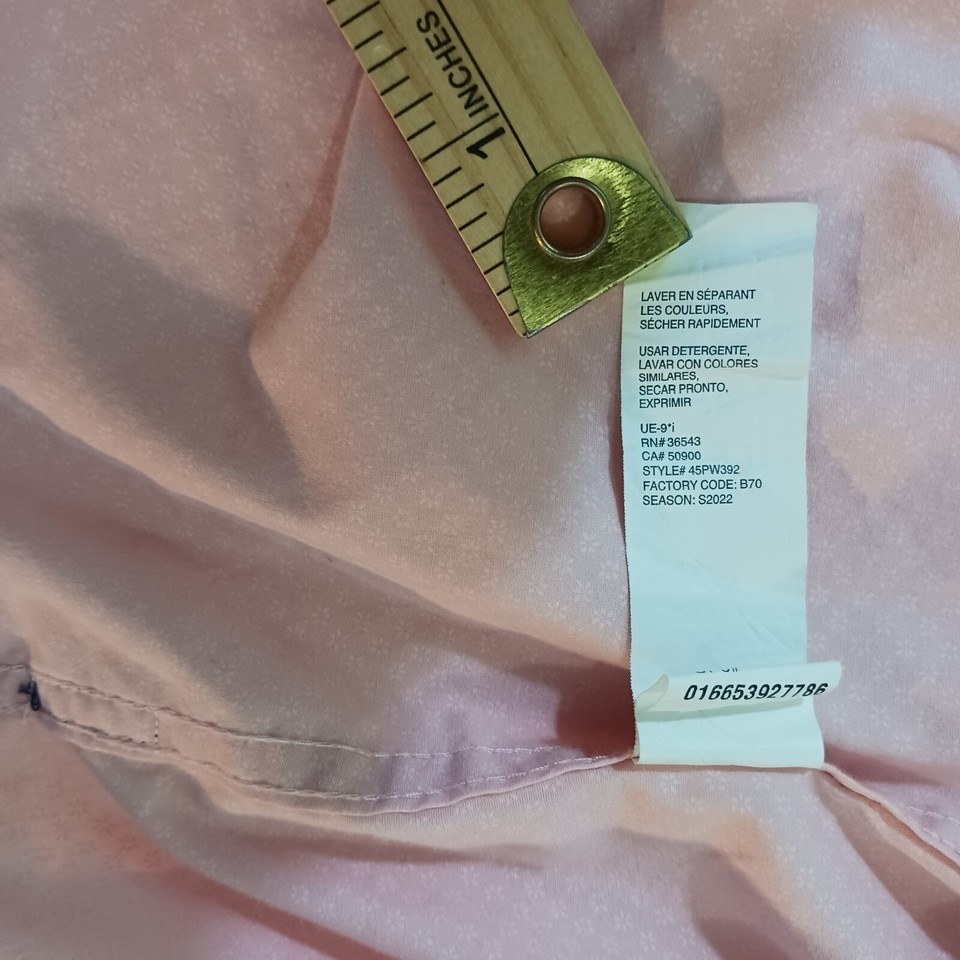 1 INCHES
LAVER EN SÉPARANT
LES COULEURS,
SÉCHER RAPIDEMENT
USAR DETERGENTE,
LAVAR CON COLORES
SIMILARES,
SECAR PRONTO,
EXPRIMIR
UE-9*i
RN# 36543
CA# 50900
STYLE# 45PW392
FACTORY CODE: B70
SEASON: S2022
016653927786